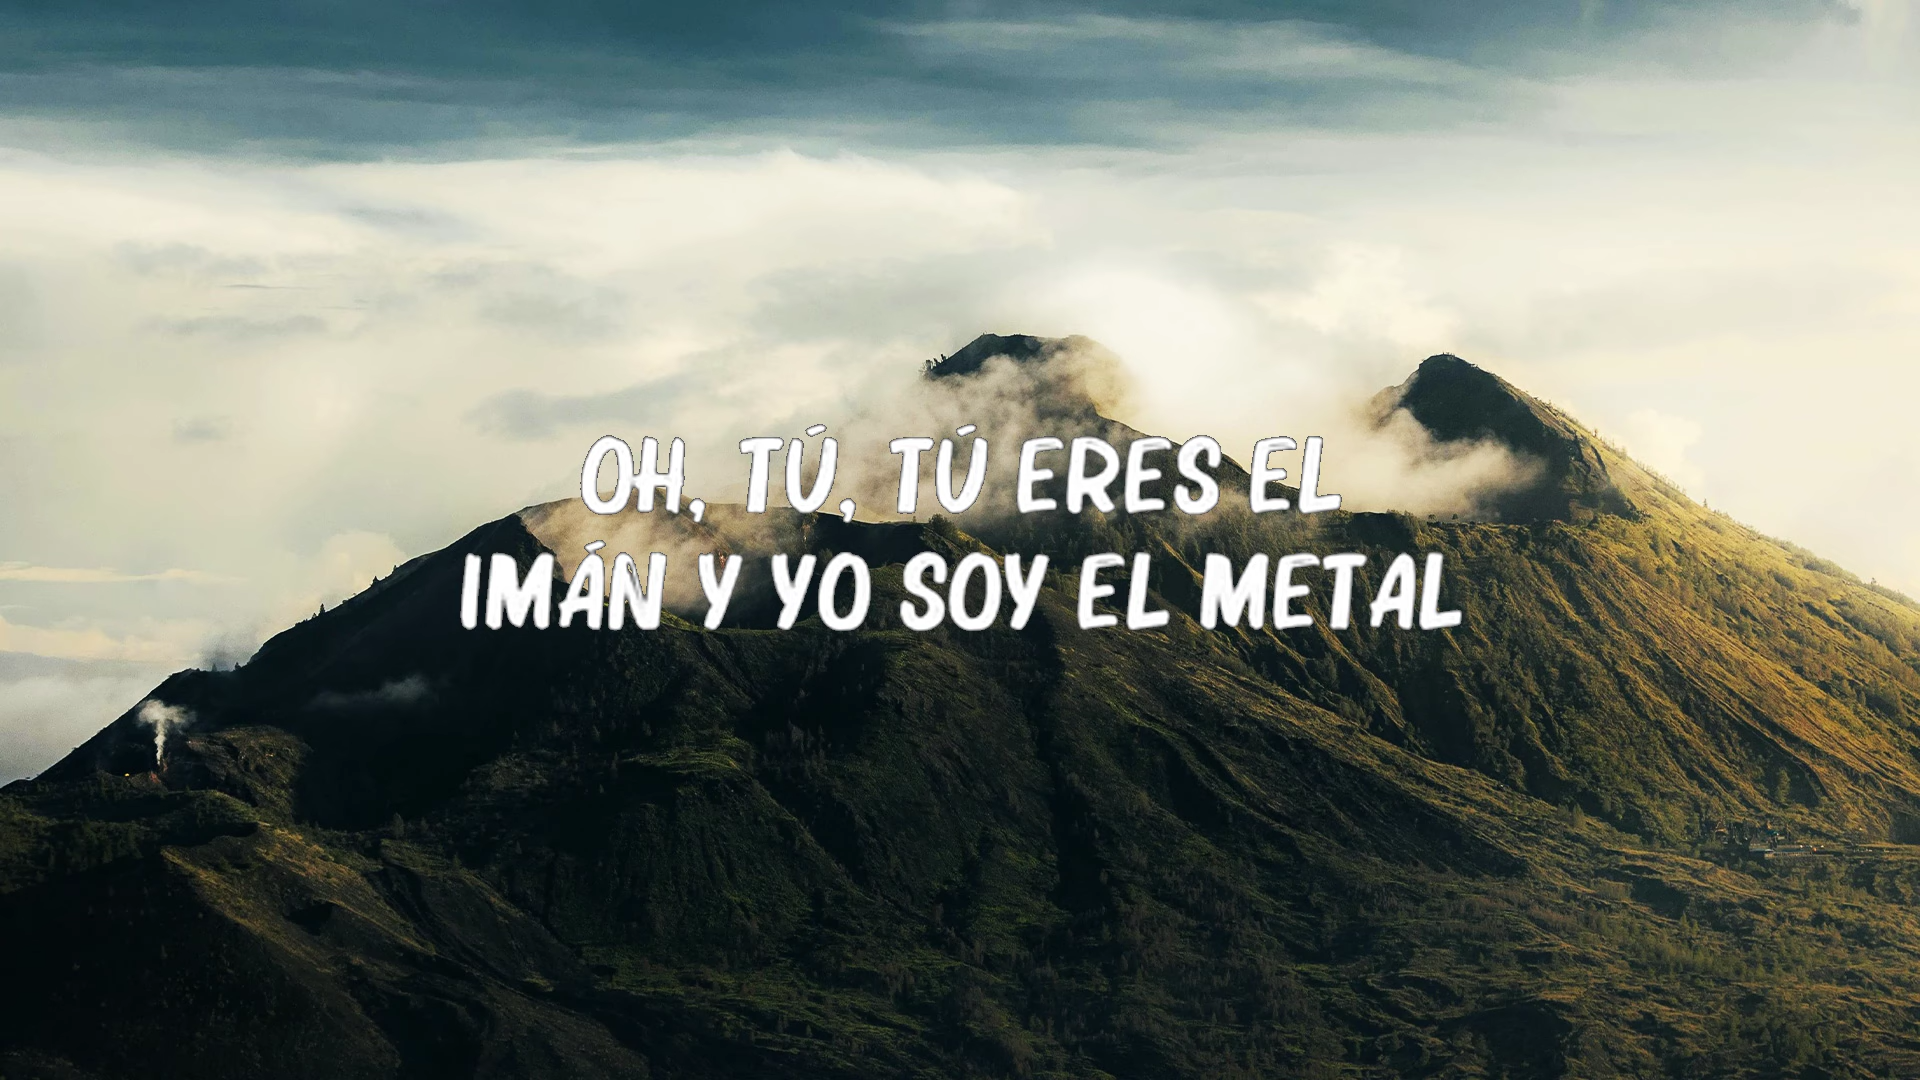 OH, TÚ, TÚ ERES EL
IMÁN Y YO SOY EL METAL